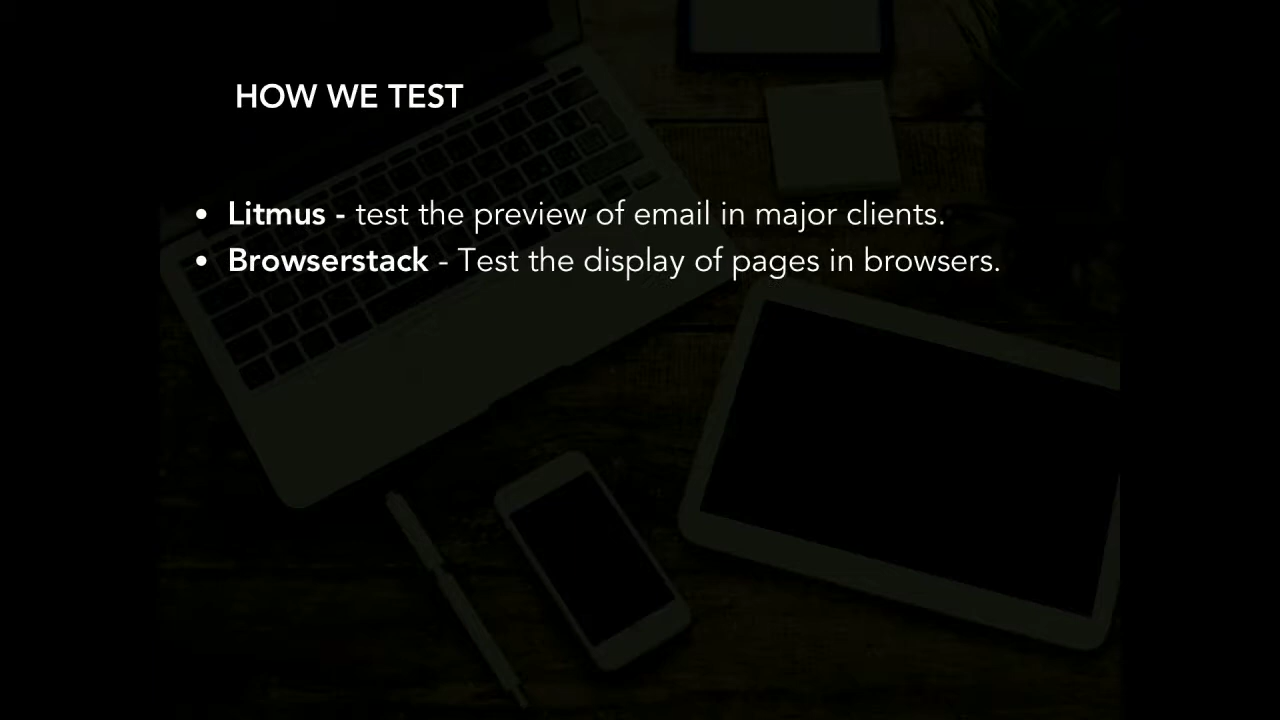 HOW WE TEST
• Litmus - test the preview of email in major clients.
• Browserstack - Test the display of pages in browsers.